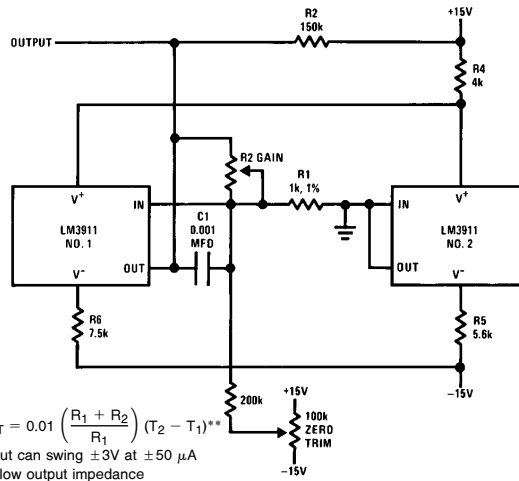 R2
150k
+15V
OUTPUT
R4
4k
R2 GAIN
R1
1k, 1%
V+
IN
C1
0.001
MFD
LM3911
NO. 1
OUT
V-
V+
IN
LM3911
NO. 2
OUT
V-
R6
7.5k
R5
5.6k
-15V
200k
+15V
100k
ZERO
TRIM
-15V
T = 0.01 (R1 + R2 / R1) (T2 − T1)**
ut can swing ±3V at ±50 μA
low output impedance